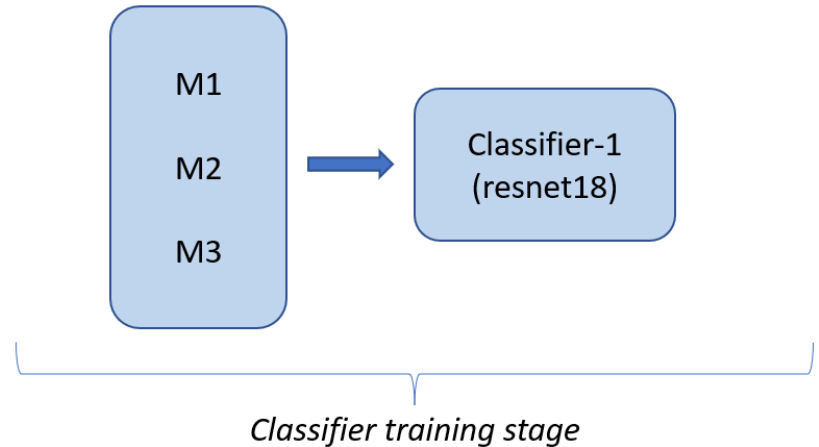 M1
M2
M3
Classifier-1
(resnet18)
Classifier training stage